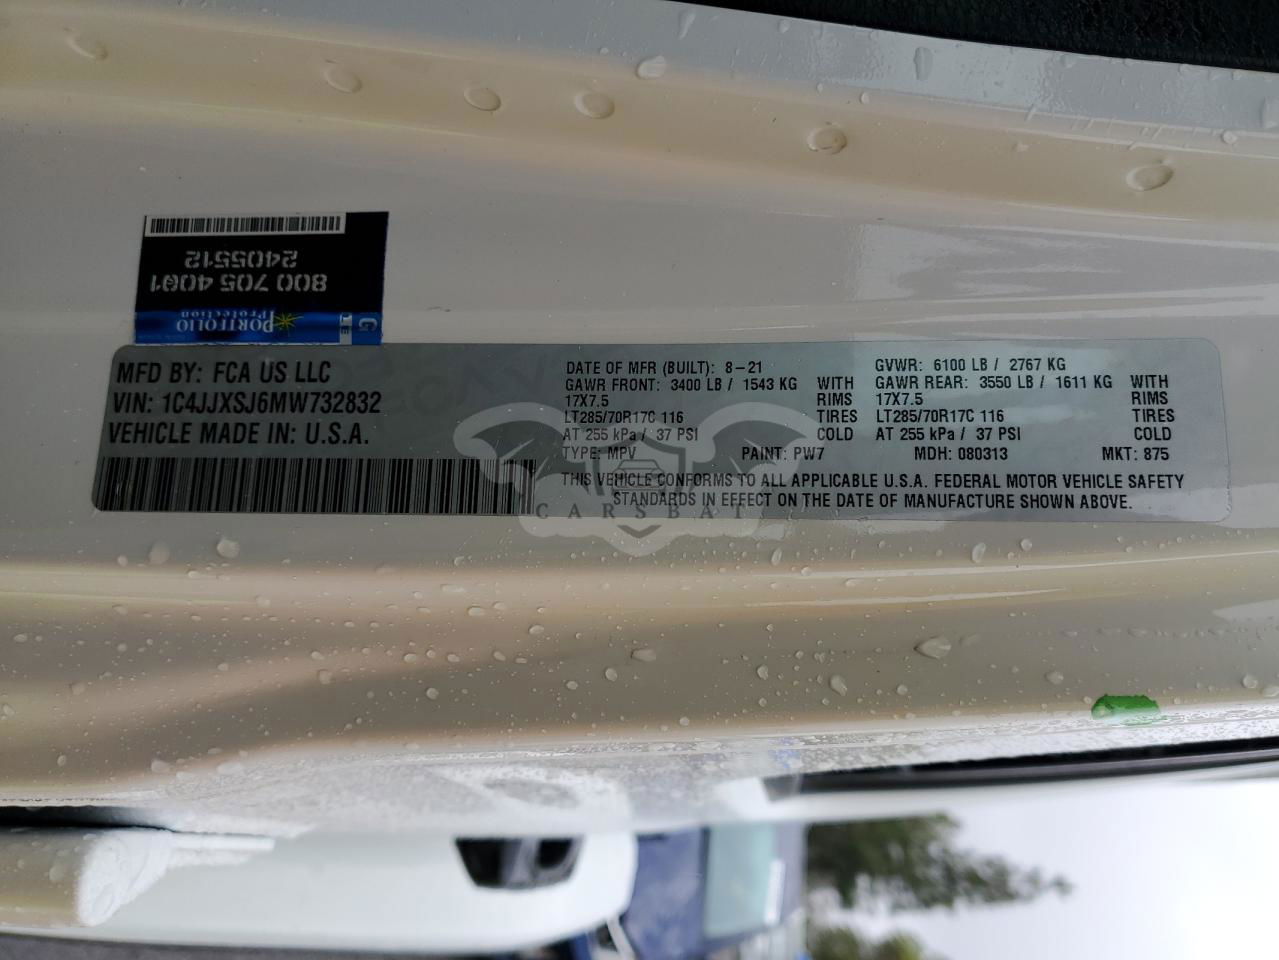 2405512
800 705 4001
PORTFOLIO
Protection
MFD BY: FCA US LLC
VIN: 1C4JJXSJ6MW732832
VEHICLE MADE IN: U.S.A.
DATE OF MFR (BUILT): 8-21 GVWR: 6100 LB / 2767 KG
GAWR FRONT: 3400 LB / 1543 KG WITH GAWR REAR: 3550 LB / 1611 KG WITH
17X7.5 RIMS 17X7.5 RIMS
LT285/70R17C 116 TIRES LT285/70R17C 116 TIRES
AT 255 kPa / 37 PSI COLD AT 255 kPa / 37 PSI COLD
TYPE: MPV PAINT: PW7 MDH: 080313 MKT: 875
THIS VEHICLE CONFORMS TO ALL APPLICABLE U.S.A. FEDERAL MOTOR VEHICLE SAFETY
STANDARDS IN EFFECT ON THE DATE OF MANUFACTURE SHOWN ABOVE.
CARSBAT